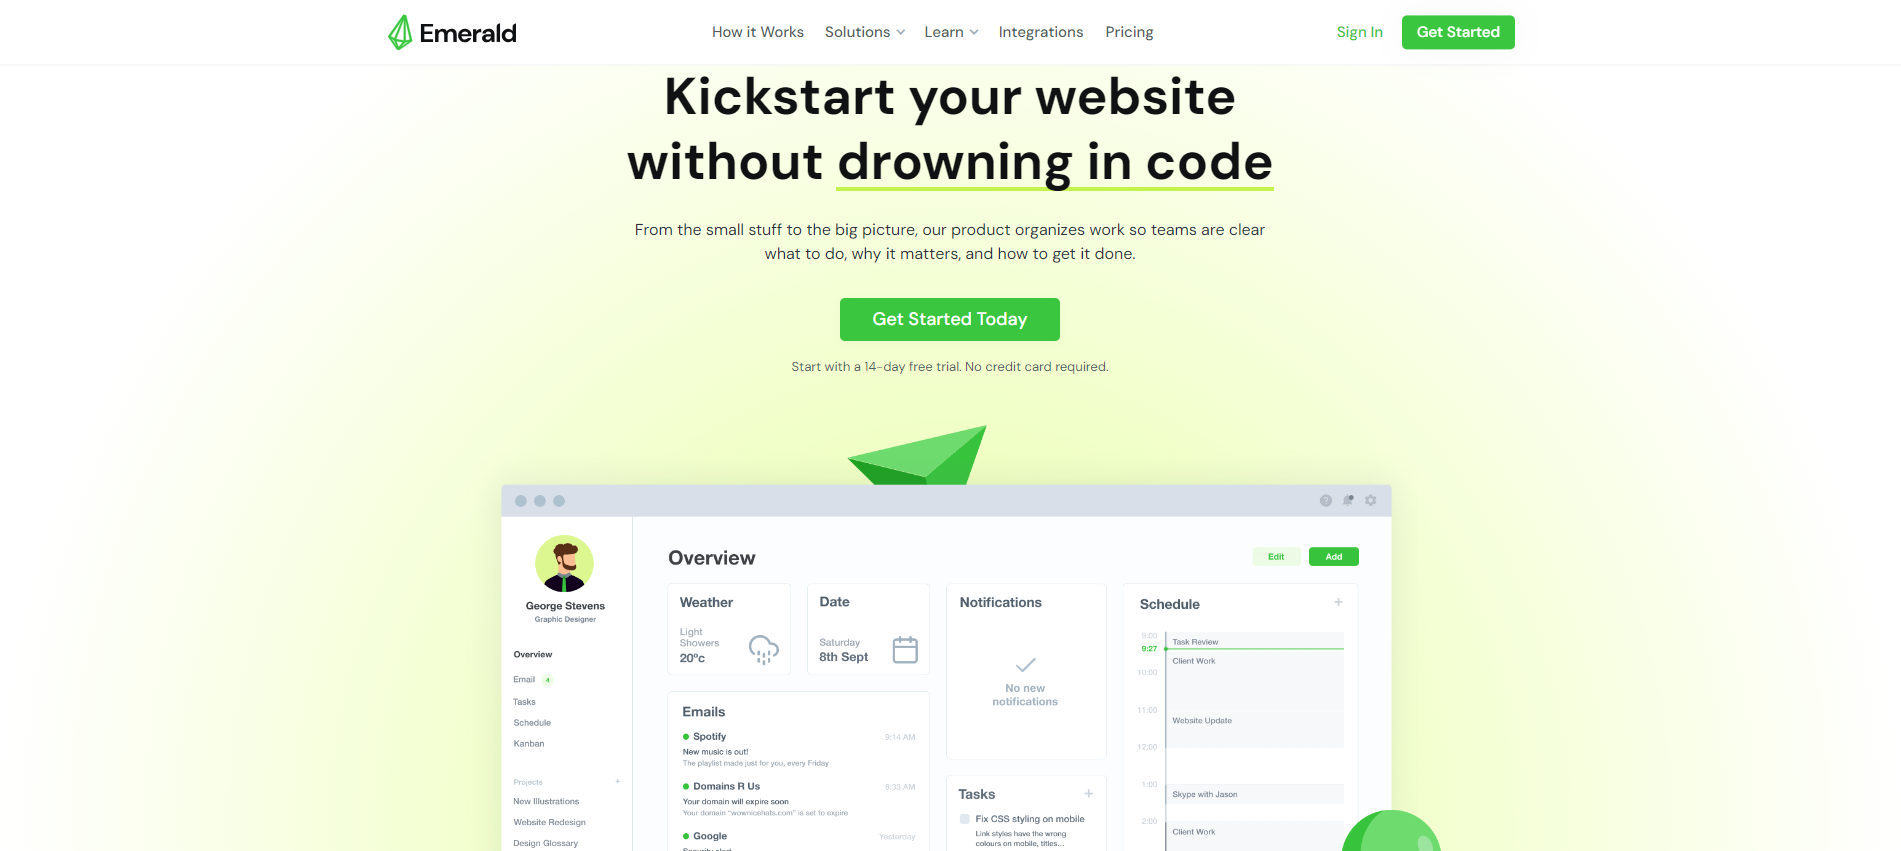 Emerald
How it Works
Solutions
Learn
Integrations
Pricing
Sign In
Get Started
Kickstart your website
without drowning in code
From the small stuff to the big picture, our product organizes work so teams are clear
what to do, why it matters, and how to get it done.
Get Started Today
Start with a 14-day free trial. No credit card required.
George Stevens
Graphic Designer
Overview
Email 4
Tasks
Schedule
Kanban
Projects +
New Illustrations
Website Redesign
Design Glossary
Overview
Edit
Add
Weather
Light
Showers
20°c
Date
Saturday
8th Sept
Emails
Spotify 9:14 AM
New music is out!
The playlist made just for you, every Friday
Domains R Us 8:33 AM
Your domain will expire soon
Your domain "wownicehats.com" is set to expire
Google Yesterday
Security alert
Notifications
No new
notifications
Tasks +
Fix CSS styling on mobile
Link styles have the wrong
colours on mobile, titles...
Schedule +
9:00
Task Review
9:27
Client Work
10:00
11:00
Website Update
12:00
1:00
Skype with Jason
2:00
Client Work